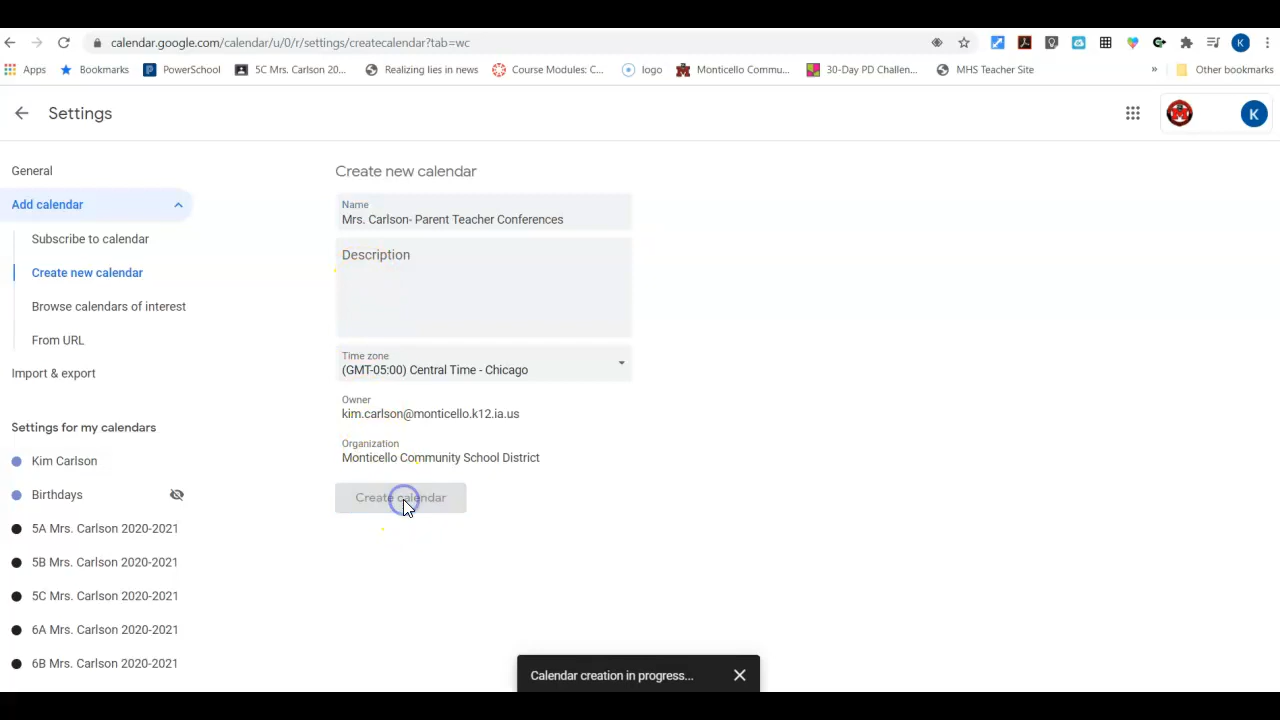 calendar.google.com/calendar/u/0/r/settings/createcalendar?tab=wc
K
Apps
Bookmarks
PowerSchool
5C Mrs. Carlson 20...
Realizing lies in news
Course Modules: C...
logo
Monticello Commu...
30-Day PD Challen...
MHS Teacher Site
»
Other bookmarks
Settings
M
K
General
Add calendar
Subscribe to calendar
Create new calendar
Browse calendars of interest
From URL
Import & export
Settings for my calendars
Kim Carlson
Birthdays
5A Mrs. Carlson 2020-2021
5B Mrs. Carlson 2020-2021
5C Mrs. Carlson 2020-2021
6A Mrs. Carlson 2020-2021
6B Mrs. Carlson 2020-2021
Create new calendar
Name
Mrs. Carlson- Parent Teacher Conferences
Description
Time zone
(GMT-05:00) Central Time - Chicago
Owner
kim.carlson@monticello.k12.ia.us
Organization
Monticello Community School District
Create calendar
Calendar creation in progress...